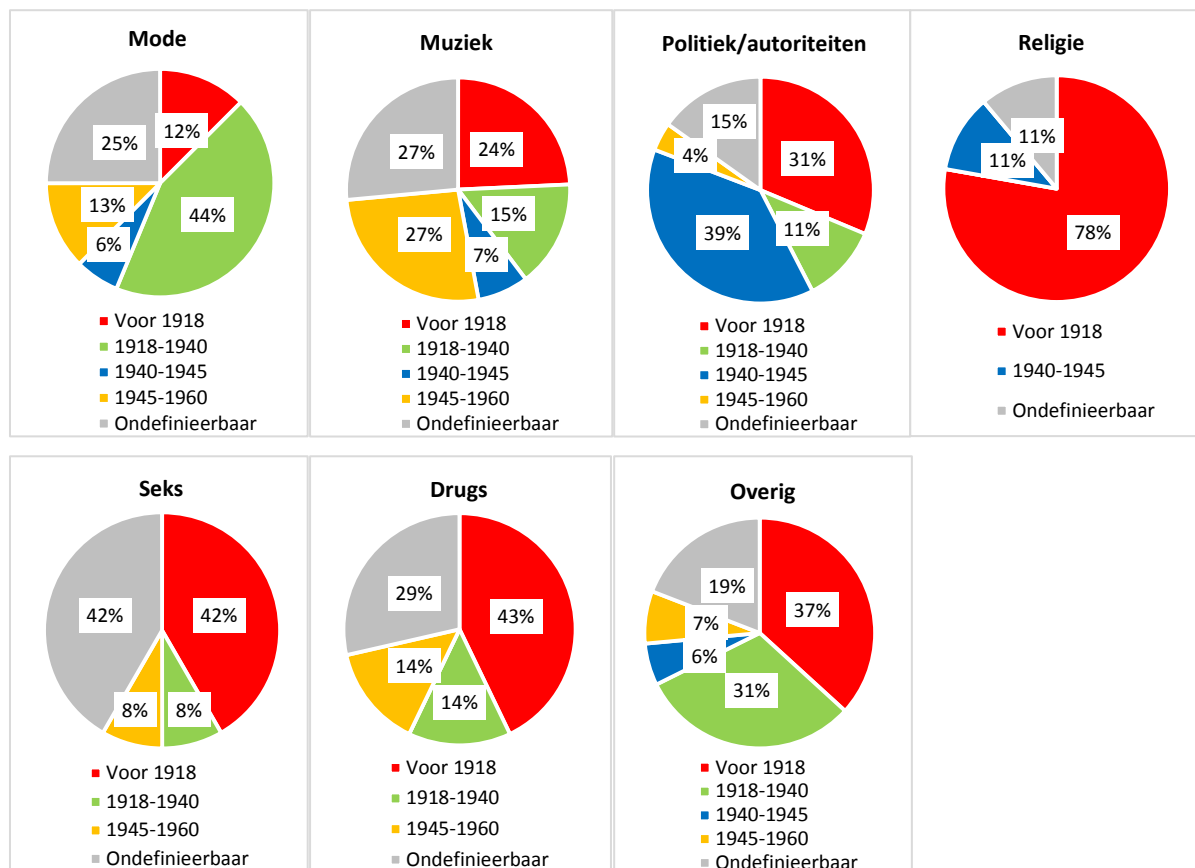 Mode
12%
44%
6%
13%
25%
Voor 1918
1918-1940
1940-1945
1945-1960
Ondefinieerbaar
Muziek
24%
15%
7%
27%
27%
Voor 1918
1918-1940
1940-1945
1945-1960
Ondefinieerbaar
Politiek/autoriteiten
31%
11%
39%
4%
15%
Voor 1918
1918-1940
1940-1945
1945-1960
Ondefinieerbaar
Religie
78%
11%
11%
Voor 1918
1940-1945
Ondefinieerbaar
Seks
42%
8%
8%
42%
Voor 1918
1918-1940
1945-1960
Ondefinieerbaar
Drugs
43%
14%
14%
29%
Voor 1918
1918-1940
1945-1960
Ondefinieerbaar
Overig
37%
31%
6%
7%
19%
Voor 1918
1918-1940
1940-1945
1945-1960
Ondefinieerbaar